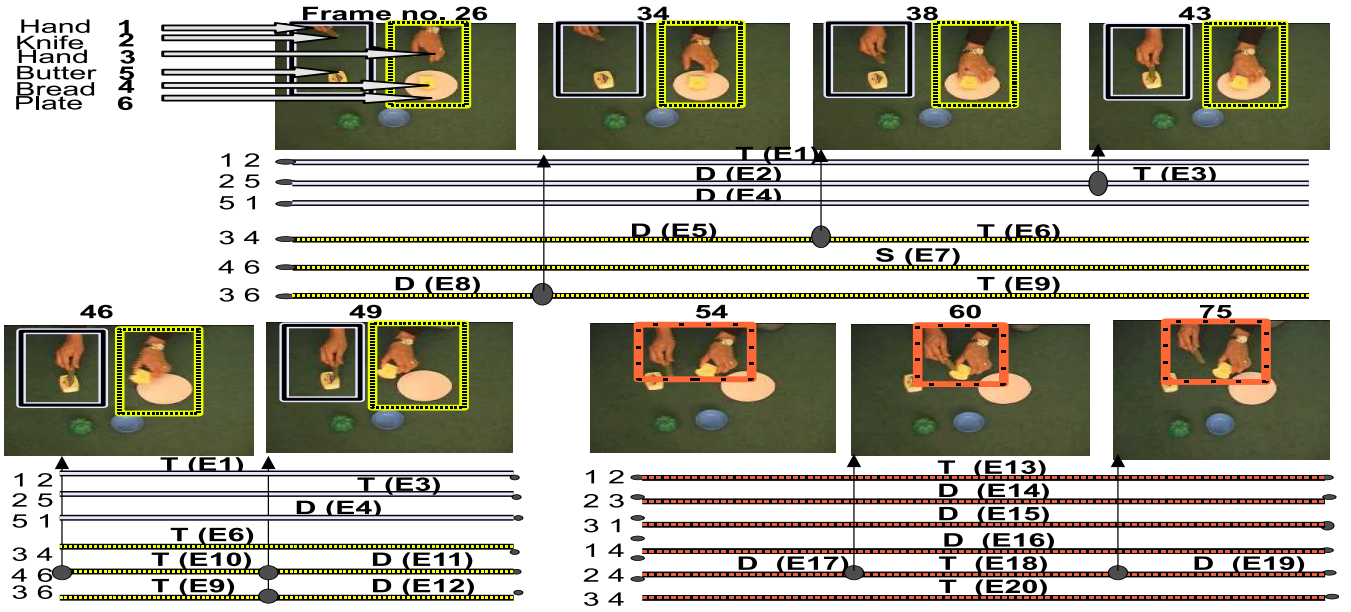 Frame no. 26 34 38 43
Hand 1
Knife 2
Hand 3
Butter 5
Bread 4
Plate 6
1 2 T (E1)
2 5 D (E2) T (E3)
5 1 D (E4)
3 4 D (E5) T (E6)
4 6 S (E7)
3 6 D (E8) T (E9)
46 49 54 60 75
1 2 T (E1)
2 5 T (E3)
5 1 D (E4)
3 4 T (E6)
4 6 T (E10) D (E11)
3 6 T (E9) D (E12)
1 2 T (E13)
2 3 D (E14)
3 1 D (E15)
1 4 D (E16)
2 4 D (E17) T (E18) D (E19)
3 4 T (E20)